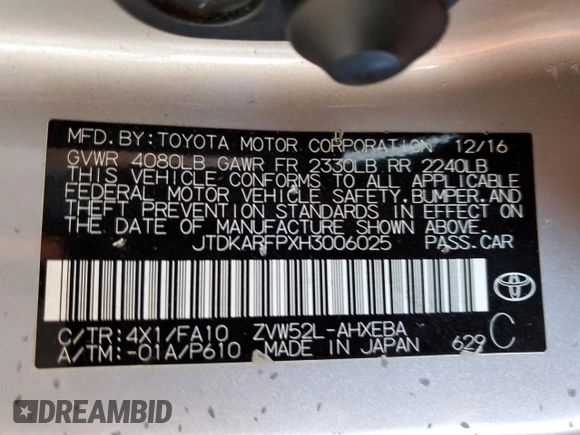 MFD. BY: TOYOTA MOTOR CORPORATION 12/16
GVWR 4080LB GAWR FR 2330LB RR 2240LB
THIS VEHICLE CONFORMS TO ALL APPLICABLE
FEDERAL MOTOR VEHICLE SAFETY, BUMPER, AND
THEFT PREVENTION STANDARDS IN EFFECT ON
THE DATE OF MANUFACTURE SHOWN ABOVE.
JTDKARFPXH3006025 PASS. CAR
C/TR: 4X1/FA10 ZVW52L-AHXEBA C
A/TM: -01A/P610 MADE IN JAPAN 629
TOYOTA
DREAMBID